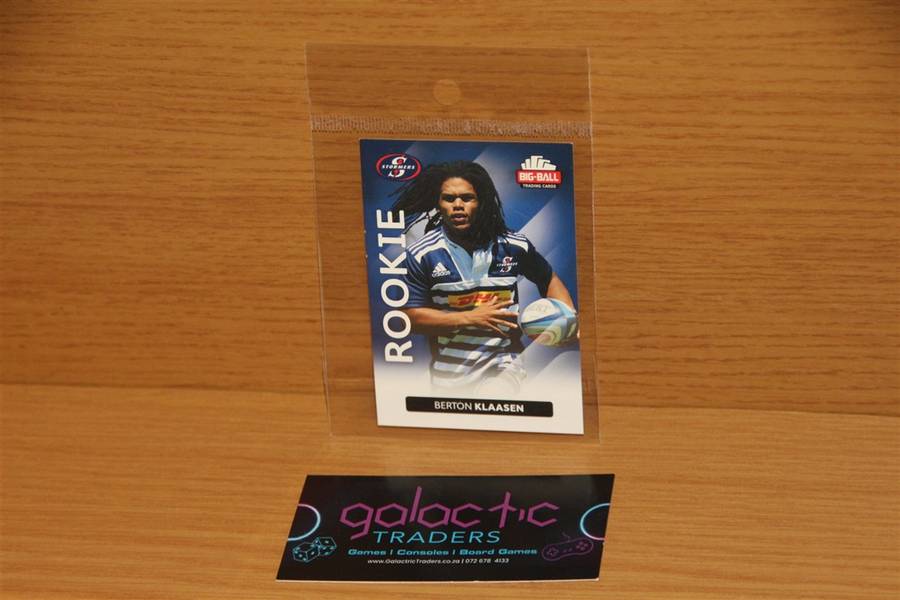 STORMERS
BIG-BALL
TRADING CARDS
ROOKIE
adidas
STORMERS
DHL
BERTON KLAASEN
galactic
TRADERS
Games | Consoles | Board Games
www.GalacticTraders.co.za | 072 678 4133